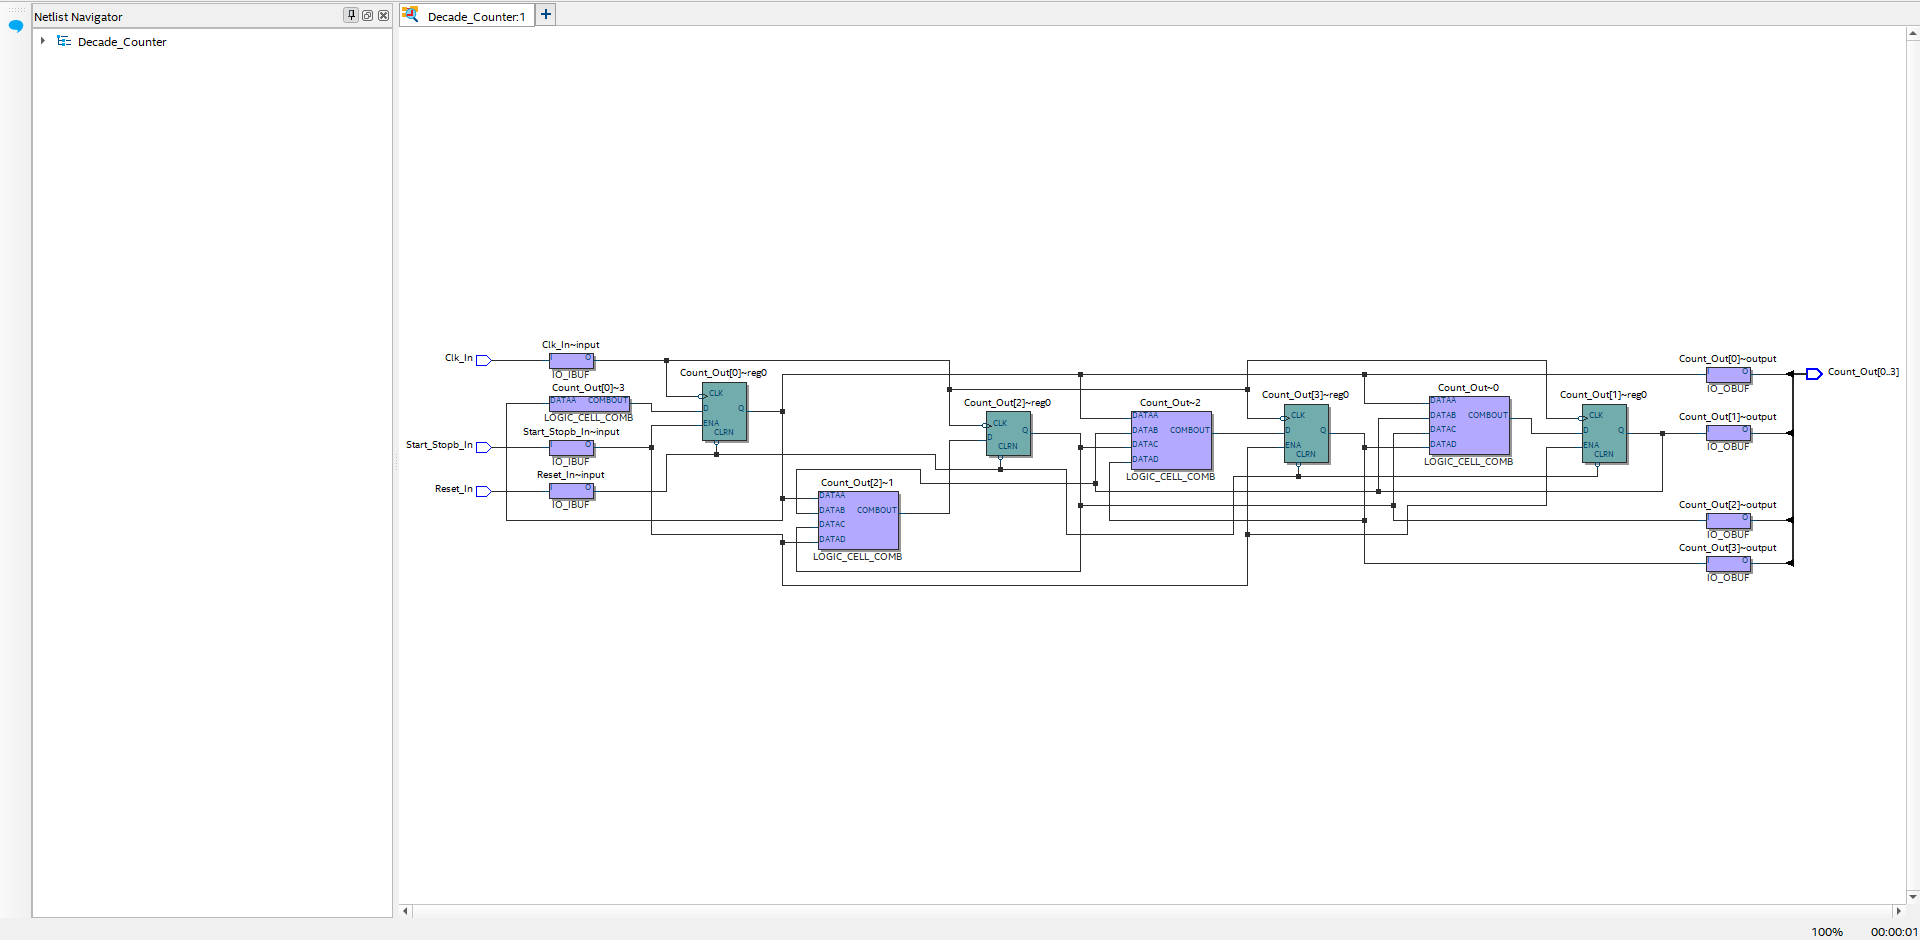 Netlist Navigator
Decade_Counter
Decade_Counter:1
Clk_In
Clk_In~input
I O
IO_IBUF
Count_Out[0]~3
DATAA COMBOUT
LOGIC_CELL_COMB
Start_Stopb_In
Start_Stopb_In~input
I O
IO_IBUF
Reset_In
Reset_In~input
I O
IO_IBUF
Count_Out[0]~reg0
CLK
D Q
ENA
CLRN
Count_Out[2]~1
DATAA
DATAB COMBOUT
DATAC
DATAD
LOGIC_CELL_COMB
Count_Out[2]~reg0
CLK
D Q
CLRN
Count_Out~2
DATAA
DATAB COMBOUT
DATAC
DATAD
LOGIC_CELL_COMB
Count_Out[3]~reg0
CLK
D Q
ENA
CLRN
Count_Out~0
DATAA
DATAB COMBOUT
DATAC
DATAD
LOGIC_CELL_COMB
Count_Out[1]~reg0
CLK
D Q
ENA
CLRN
Count_Out[0]~output
I O
IO_OBUF
Count_Out[1]~output
I O
IO_OBUF
Count_Out[2]~output
I O
IO_OBUF
Count_Out[3]~output
I O
IO_OBUF
Count_Out[0..3]
100% 00:00:01